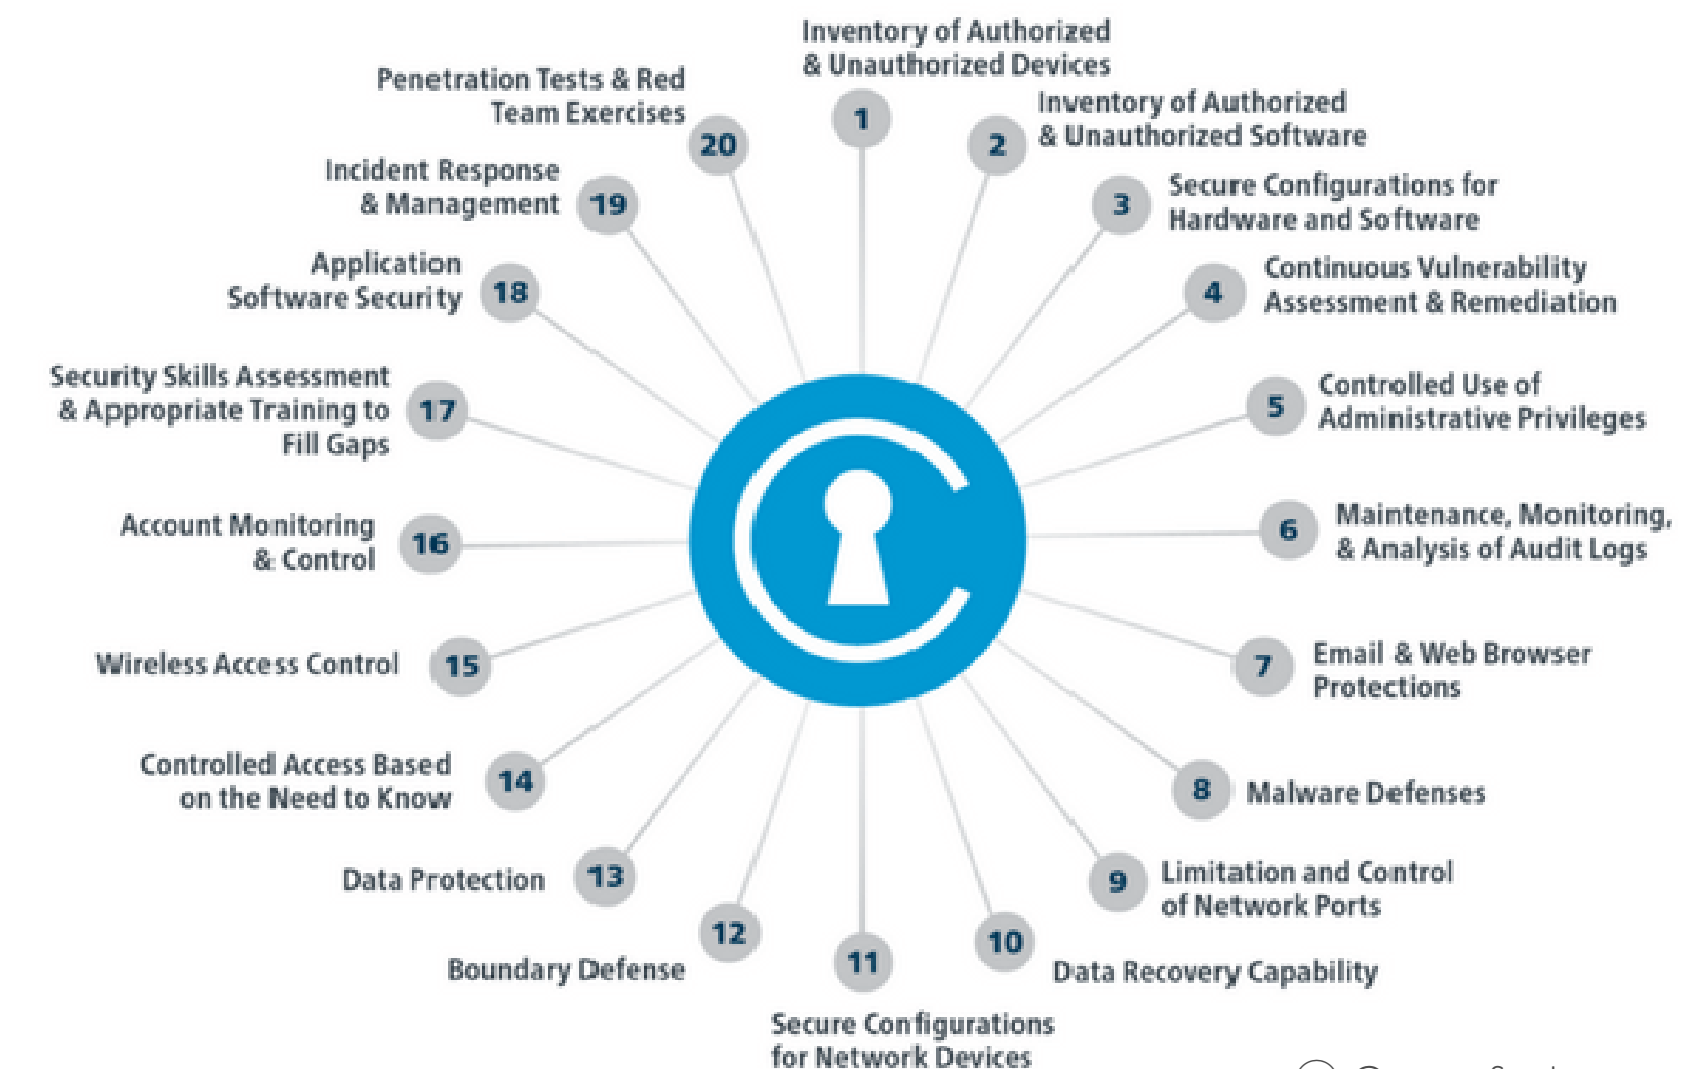 Inventory of Authorized
& Unauthorized Devices
1
Inventory of Authorized
& Unauthorized Software
2
Secure Configurations for
Hardware and Software
3
Continuous Vulnerability
Assessment & Remediation
4
Controlled Use of
Administrative Privileges
5
Maintenance, Monitoring,
& Analysis of Audit Logs
6
Email & Web Browser
Protections
7
Malware Defenses
8
Limitation and Control
of Network Ports
9
Data Recovery Capability
10
Secure Configurations
for Network Devices
11
Boundary Defense
12
Data Protection
13
Controlled Access Based
on the Need to Know
14
Wireless Access Control
15
Account Monitoring
& Control
16
Security Skills Assessment
& Appropriate Training to
Fill Gaps
17
Application
Software Security
18
Incident Response
& Management
19
Penetration Tests & Red
Team Exercises
20